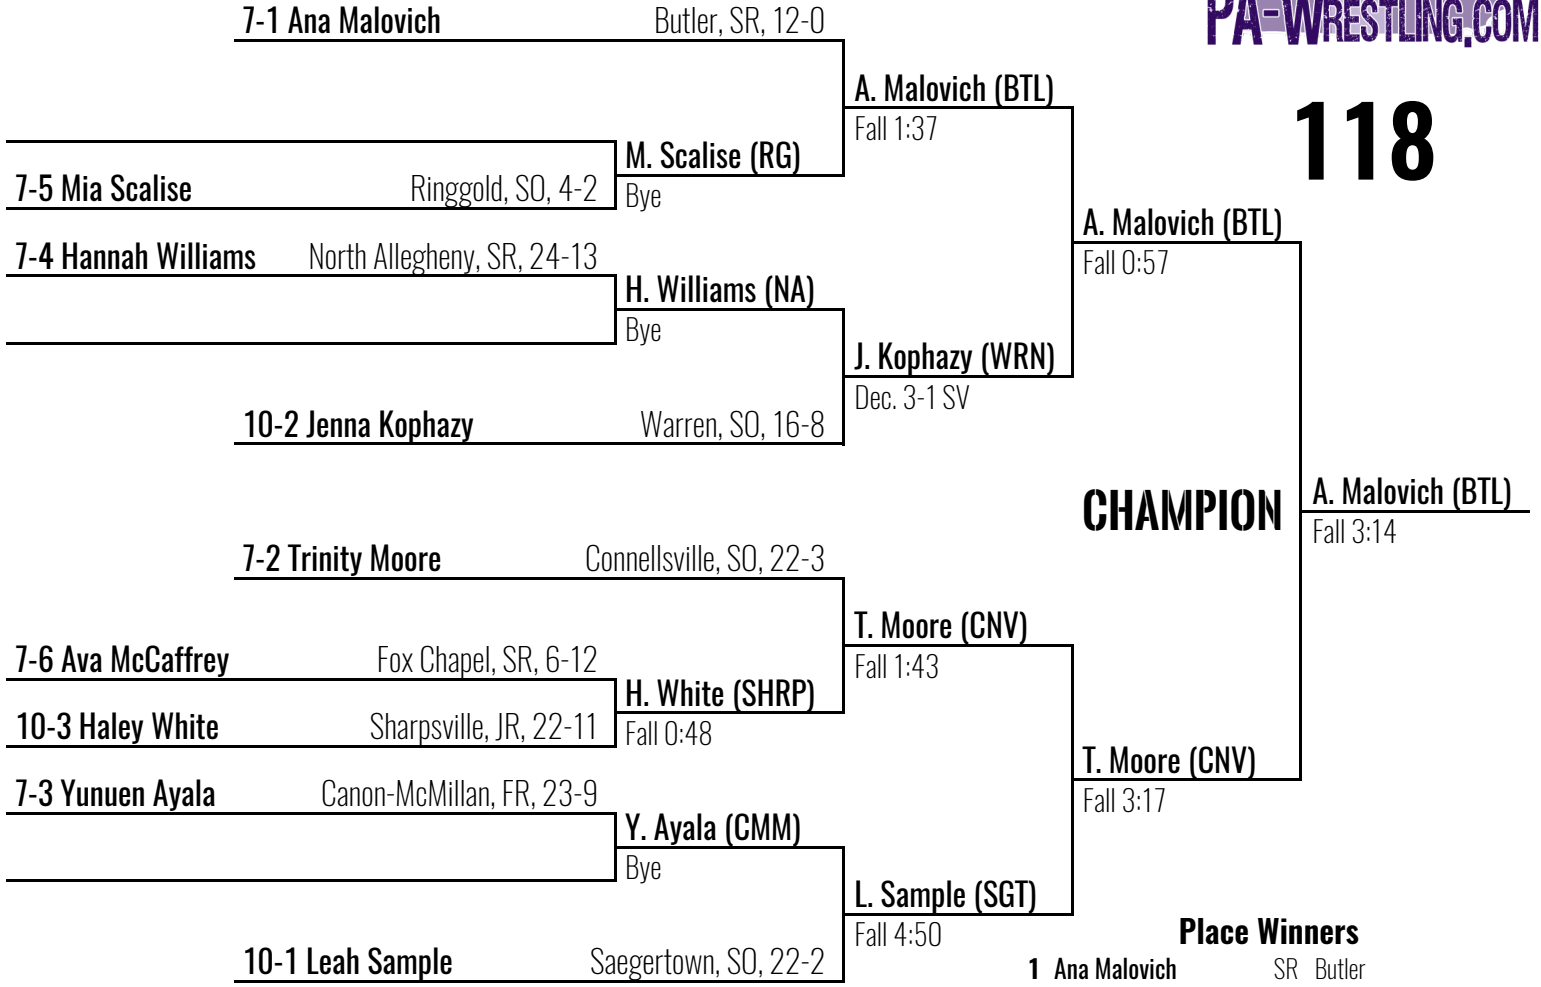 7-1 Ana Malovich Butler, SR, 12-0
PA-WRESTLING.COM
A. Malovich (BTL)
Fall 1:37
118
M. Scalise (RG)
7-5 Mia Scalise Ringgold, SO, 4-2
Bye
A. Malovich (BTL)
7-4 Hannah Williams North Allegheny, SR, 24-13
Fall 0:57
H. Williams (NA)
Bye
J. Kophazy (WRN)
Dec. 3-1 SV
10-2 Jenna Kophazy Warren, SO, 16-8
CHAMPION
A. Malovich (BTL)
Fall 3:14
7-2 Trinity Moore Connellsville, SO, 22-3
T. Moore (CNV)
7-6 Ava McCaffrey Fox Chapel, SR, 6-12
Fall 1:43
H. White (SHRP)
10-3 Haley White Sharpsville, JR, 22-11
Fall 0:48
T. Moore (CNV)
7-3 Yunuen Ayala Canon-McMillan, FR, 23-9
Fall 3:17
Y. Ayala (CMM)
Bye
L. Sample (SGT)
Fall 4:50
Place Winners
10-1 Leah Sample Saegertown, SO, 22-2
1 Ana Malovich SR Butler